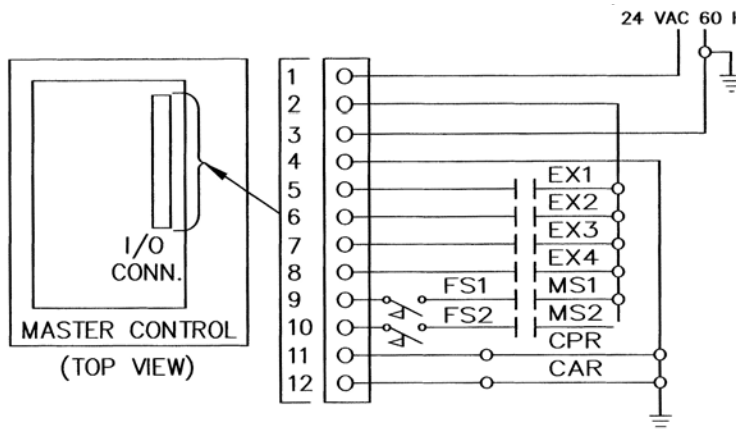 24 VAC 60 H
1
2
3
4
5 EX1
6 EX2
7 EX3
8 EX4
9 FS1 MS1
10 FS2 MS2
11 CPR
12 CAR
I/O
CONN.
MASTER CONTROL
(TOP VIEW)